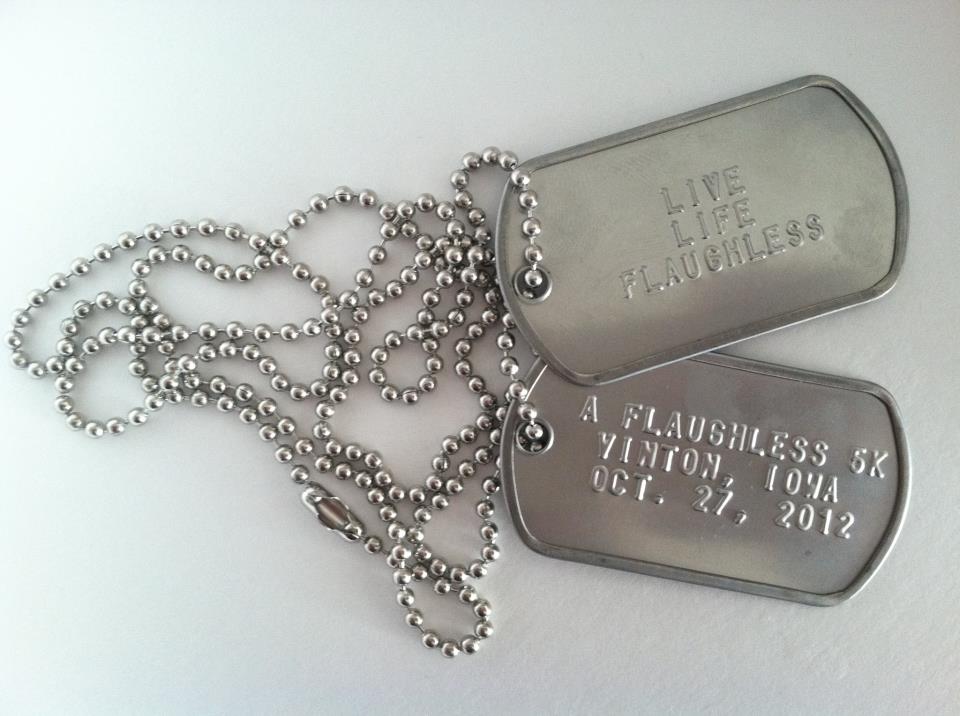 LIVE
LIFE
FLAUGHLESS
A FLAUGHLESS 5K
VINTON, IOWA
OCT. 27, 2012